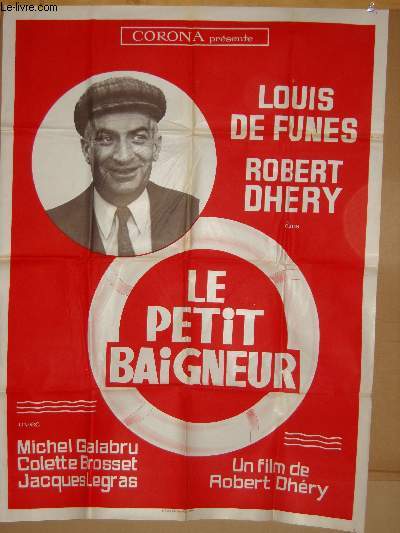 Le-livre.com
CORONA présente
LOUIS
DE FUNES
ROBERT
DHERY
dans
LE
PETiT
BAiGNEUR
Michel Galabru
Colette Brosset
Jacques Legras
Un film de
Robert Dhéry